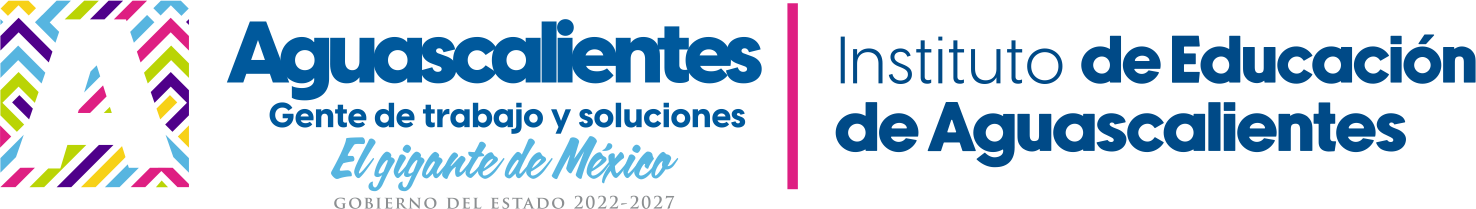 A
Aguascalientes
Gente de trabajo y soluciones
El gigante de México
GOBIERNO DEL ESTADO 2022-2027
Instituto de Educación
de Aguascalientes